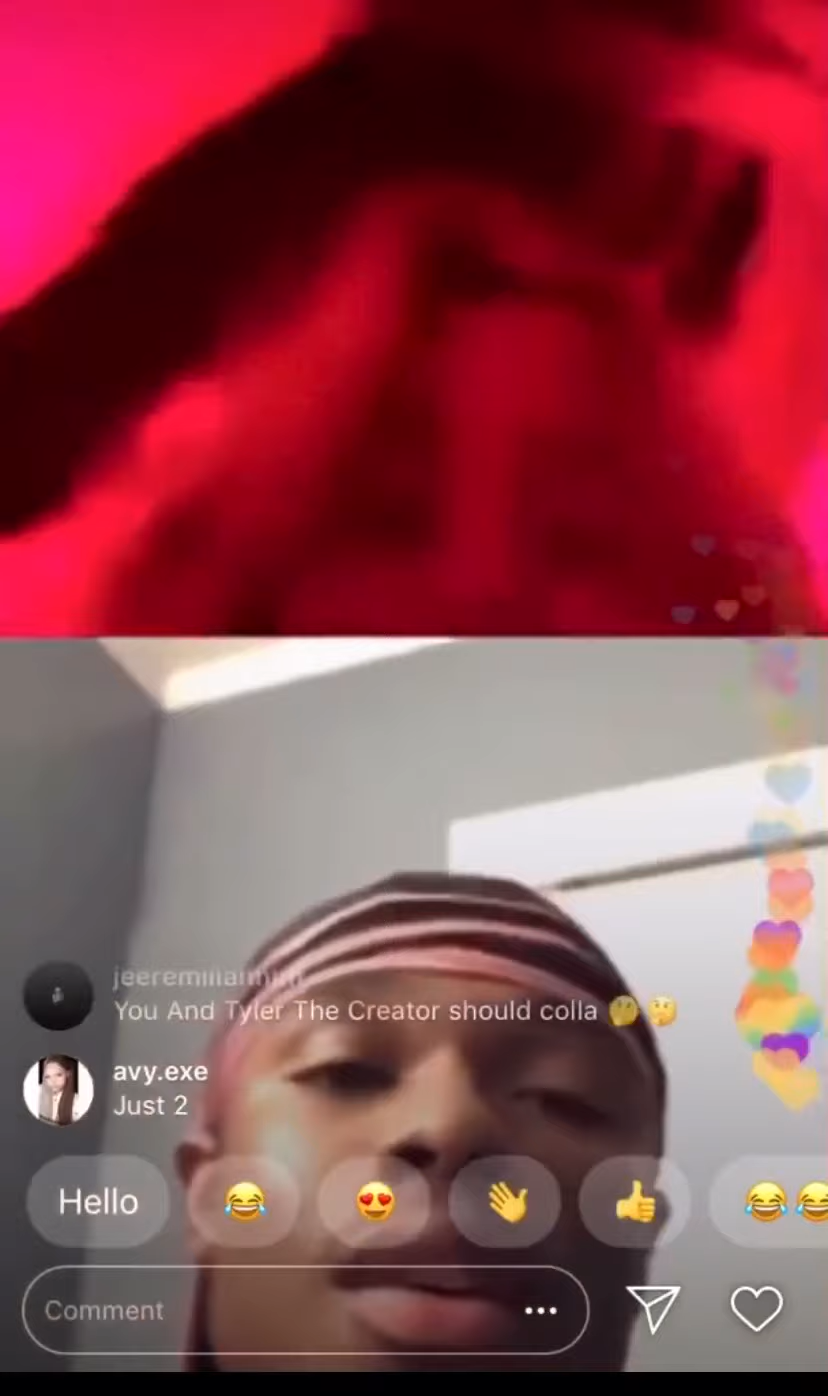 You And Tyler The Creator should colla 🤔🤔
avy.exe
Just 2
Hello 😂 😍 👋 👍 😂😂
Comment